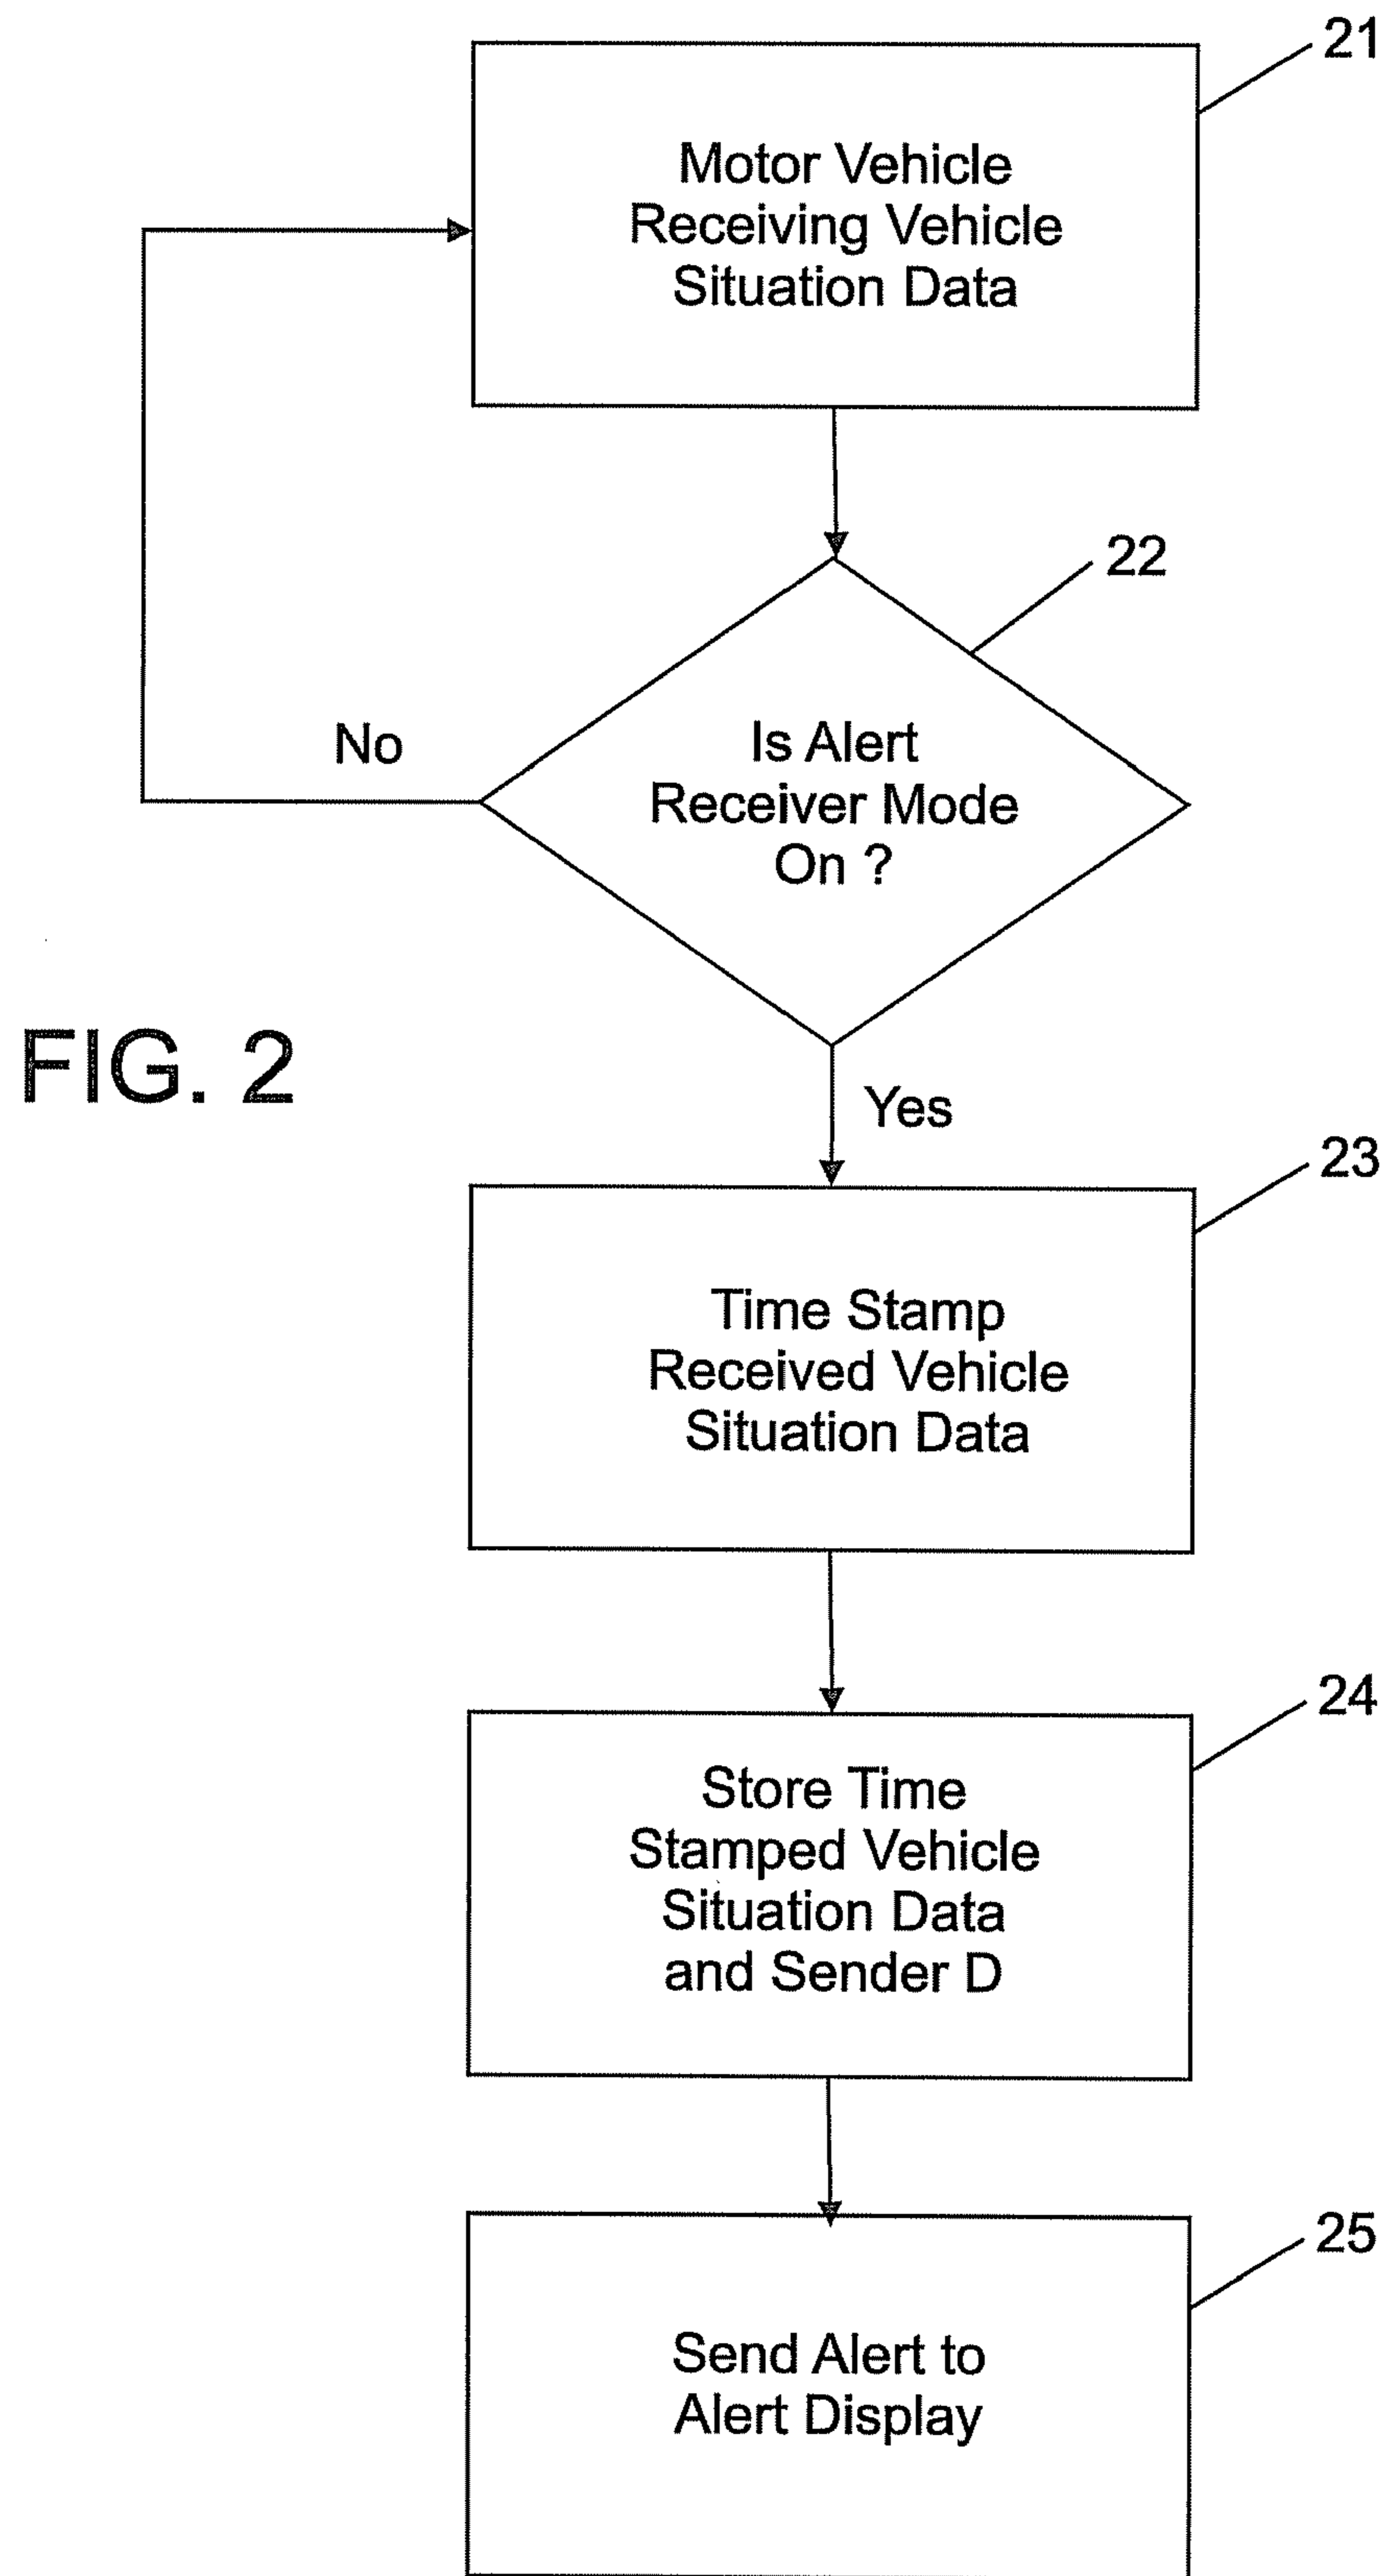 21
Motor Vehicle
Receiving Vehicle
Situation Data
22
Is Alert
Receiver Mode
On ?
No
Yes
FIG. 2
23
Time Stamp
Received Vehicle
Situation Data
24
Store Time
Stamped Vehicle
Situation Data
and Sender D
25
Send Alert to
Alert Display